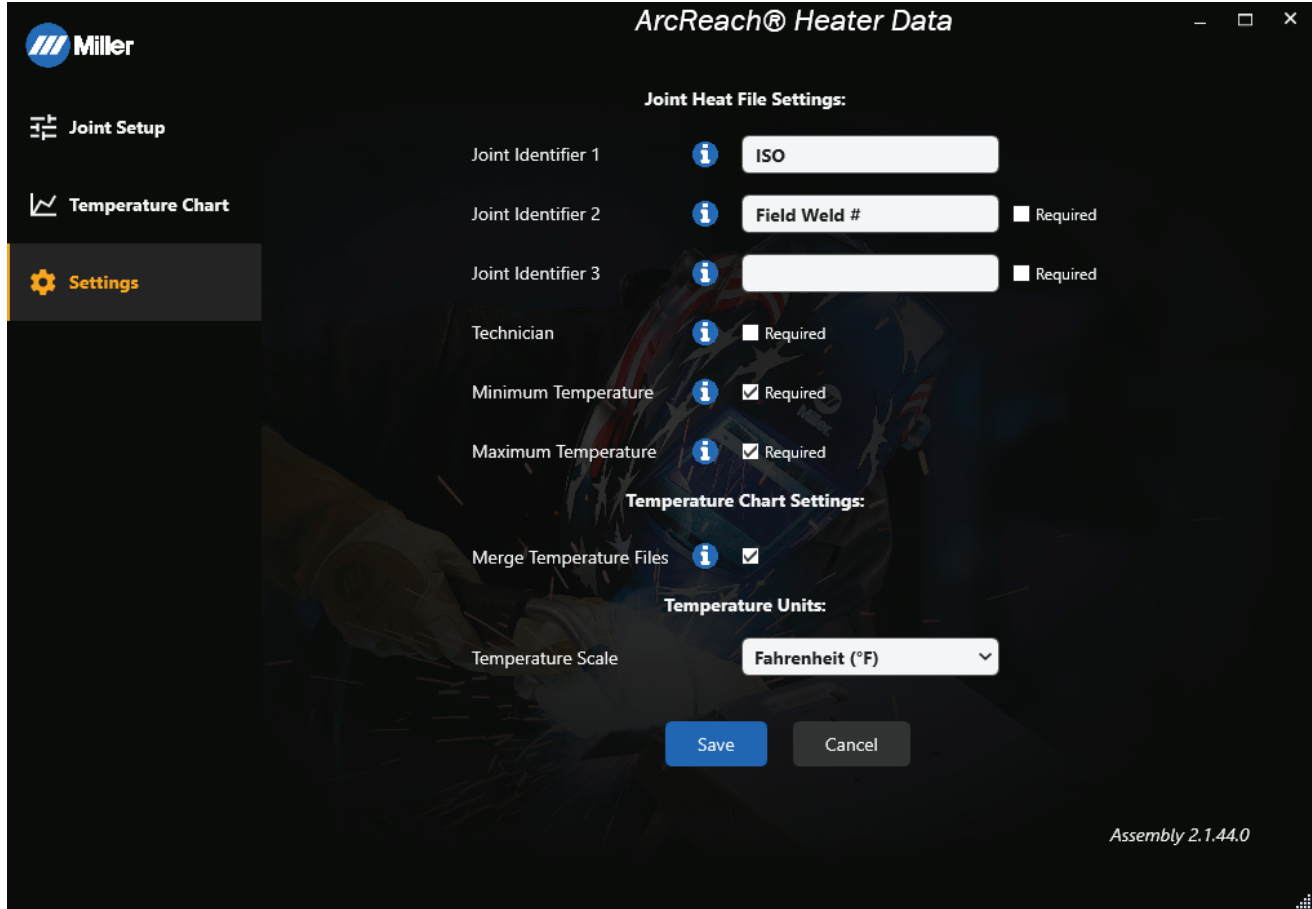 ArcReach® Heater Data
Miller
Joint Setup
Temperature Chart
Settings
Joint Heat File Settings:
Joint Identifier 1 ISO
Joint Identifier 2 Field Weld # Required
Joint Identifier 3 Required
Technician Required
Minimum Temperature Required
Maximum Temperature Required
Temperature Chart Settings:
Merge Temperature Files
Temperature Units:
Temperature Scale Fahrenheit (°F)
Save Cancel
Assembly 2.1.44.0
Miller